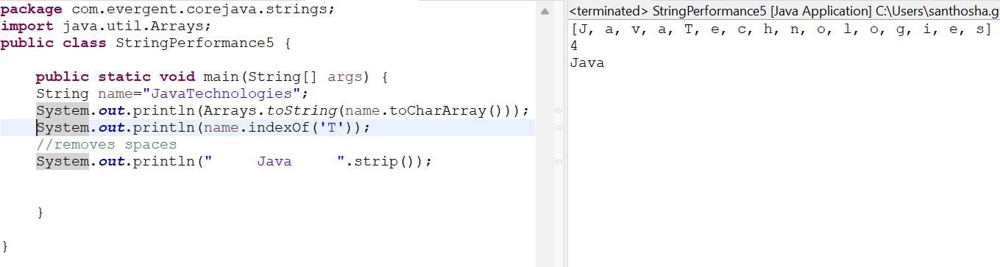 package com.evergent.corejava.strings;
import java.util.Arrays;
public class StringPerformance5 {
public static void main(String[] args) {
String name="JavaTechnologies";
System.out.println(Arrays.toString(name.toCharArray()));
System.out.println(name.indexOf('T'));
//removes spaces
System.out.println("     Java     ".strip());
}
}
<terminated> StringPerformance5 [Java Application] C:\Users\santhosha.g
[J, a, v, a, T, e, c, h, n, o, l, o, g, i, e, s]
4
Java